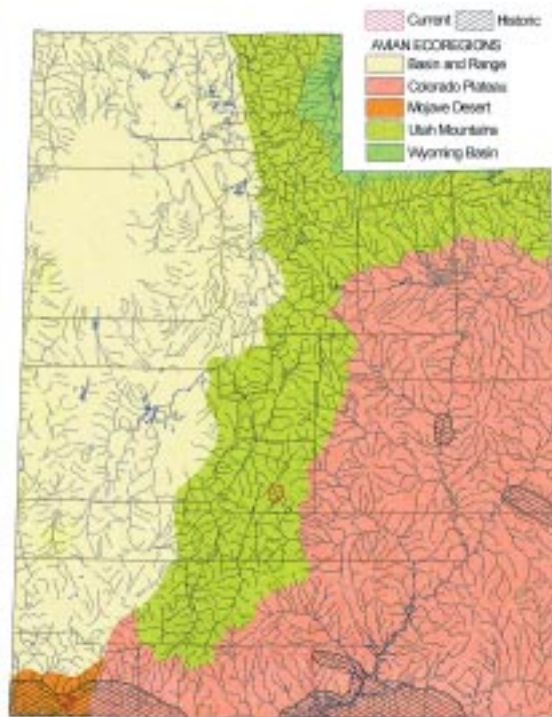 Current Historic
AVIAN ECOREGIONS
Basin and Range
Colorado Plateau
Mojave Desert
Utah Mountains
Wyoming Basin